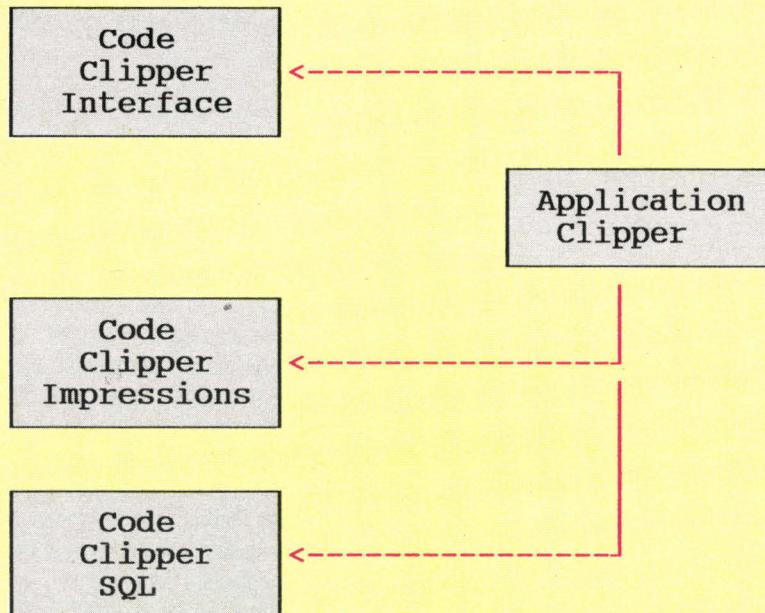 Code
Clipper
Interface
Application
Clipper
Code
Clipper
Impressions
Code
Clipper
SQL